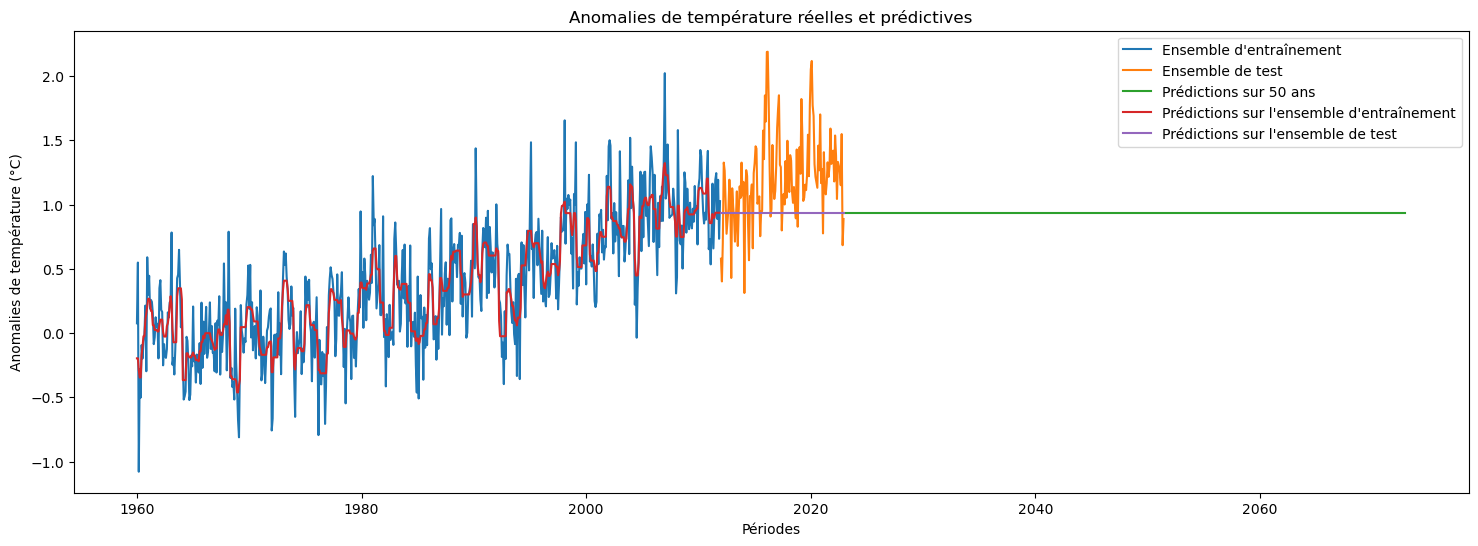 Anomalies de température réelles et prédictives
Ensemble d'entraînement
Ensemble de test
Prédictions sur 50 ans
Prédictions sur l'ensemble d'entraînement
Prédictions sur l'ensemble de test
Anomalies de température (°C)
2.0
1.5
1.0
0.5
0.0
−0.5
−1.0
1960
1980
2000
2020
2040
2060
Périodes